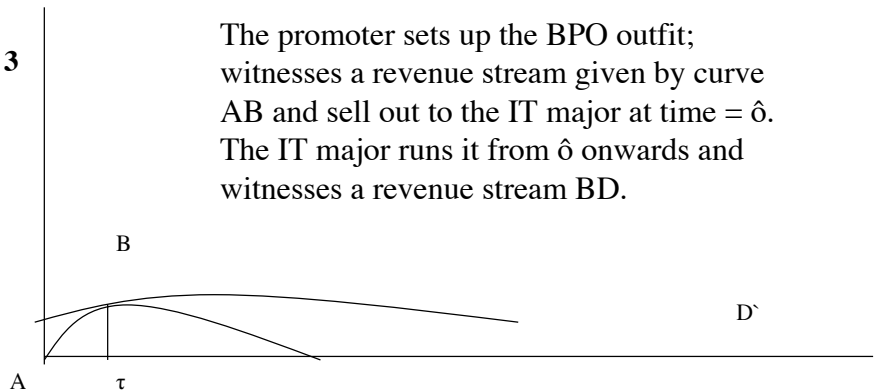 The promoter sets up the BPO outfit;
3
witnesses a revenue stream given by curve
AB and sell out to the IT major at time = ô.
The IT major runs it from ô onwards and
witnesses a revenue stream BD.
B
D`
A
τ